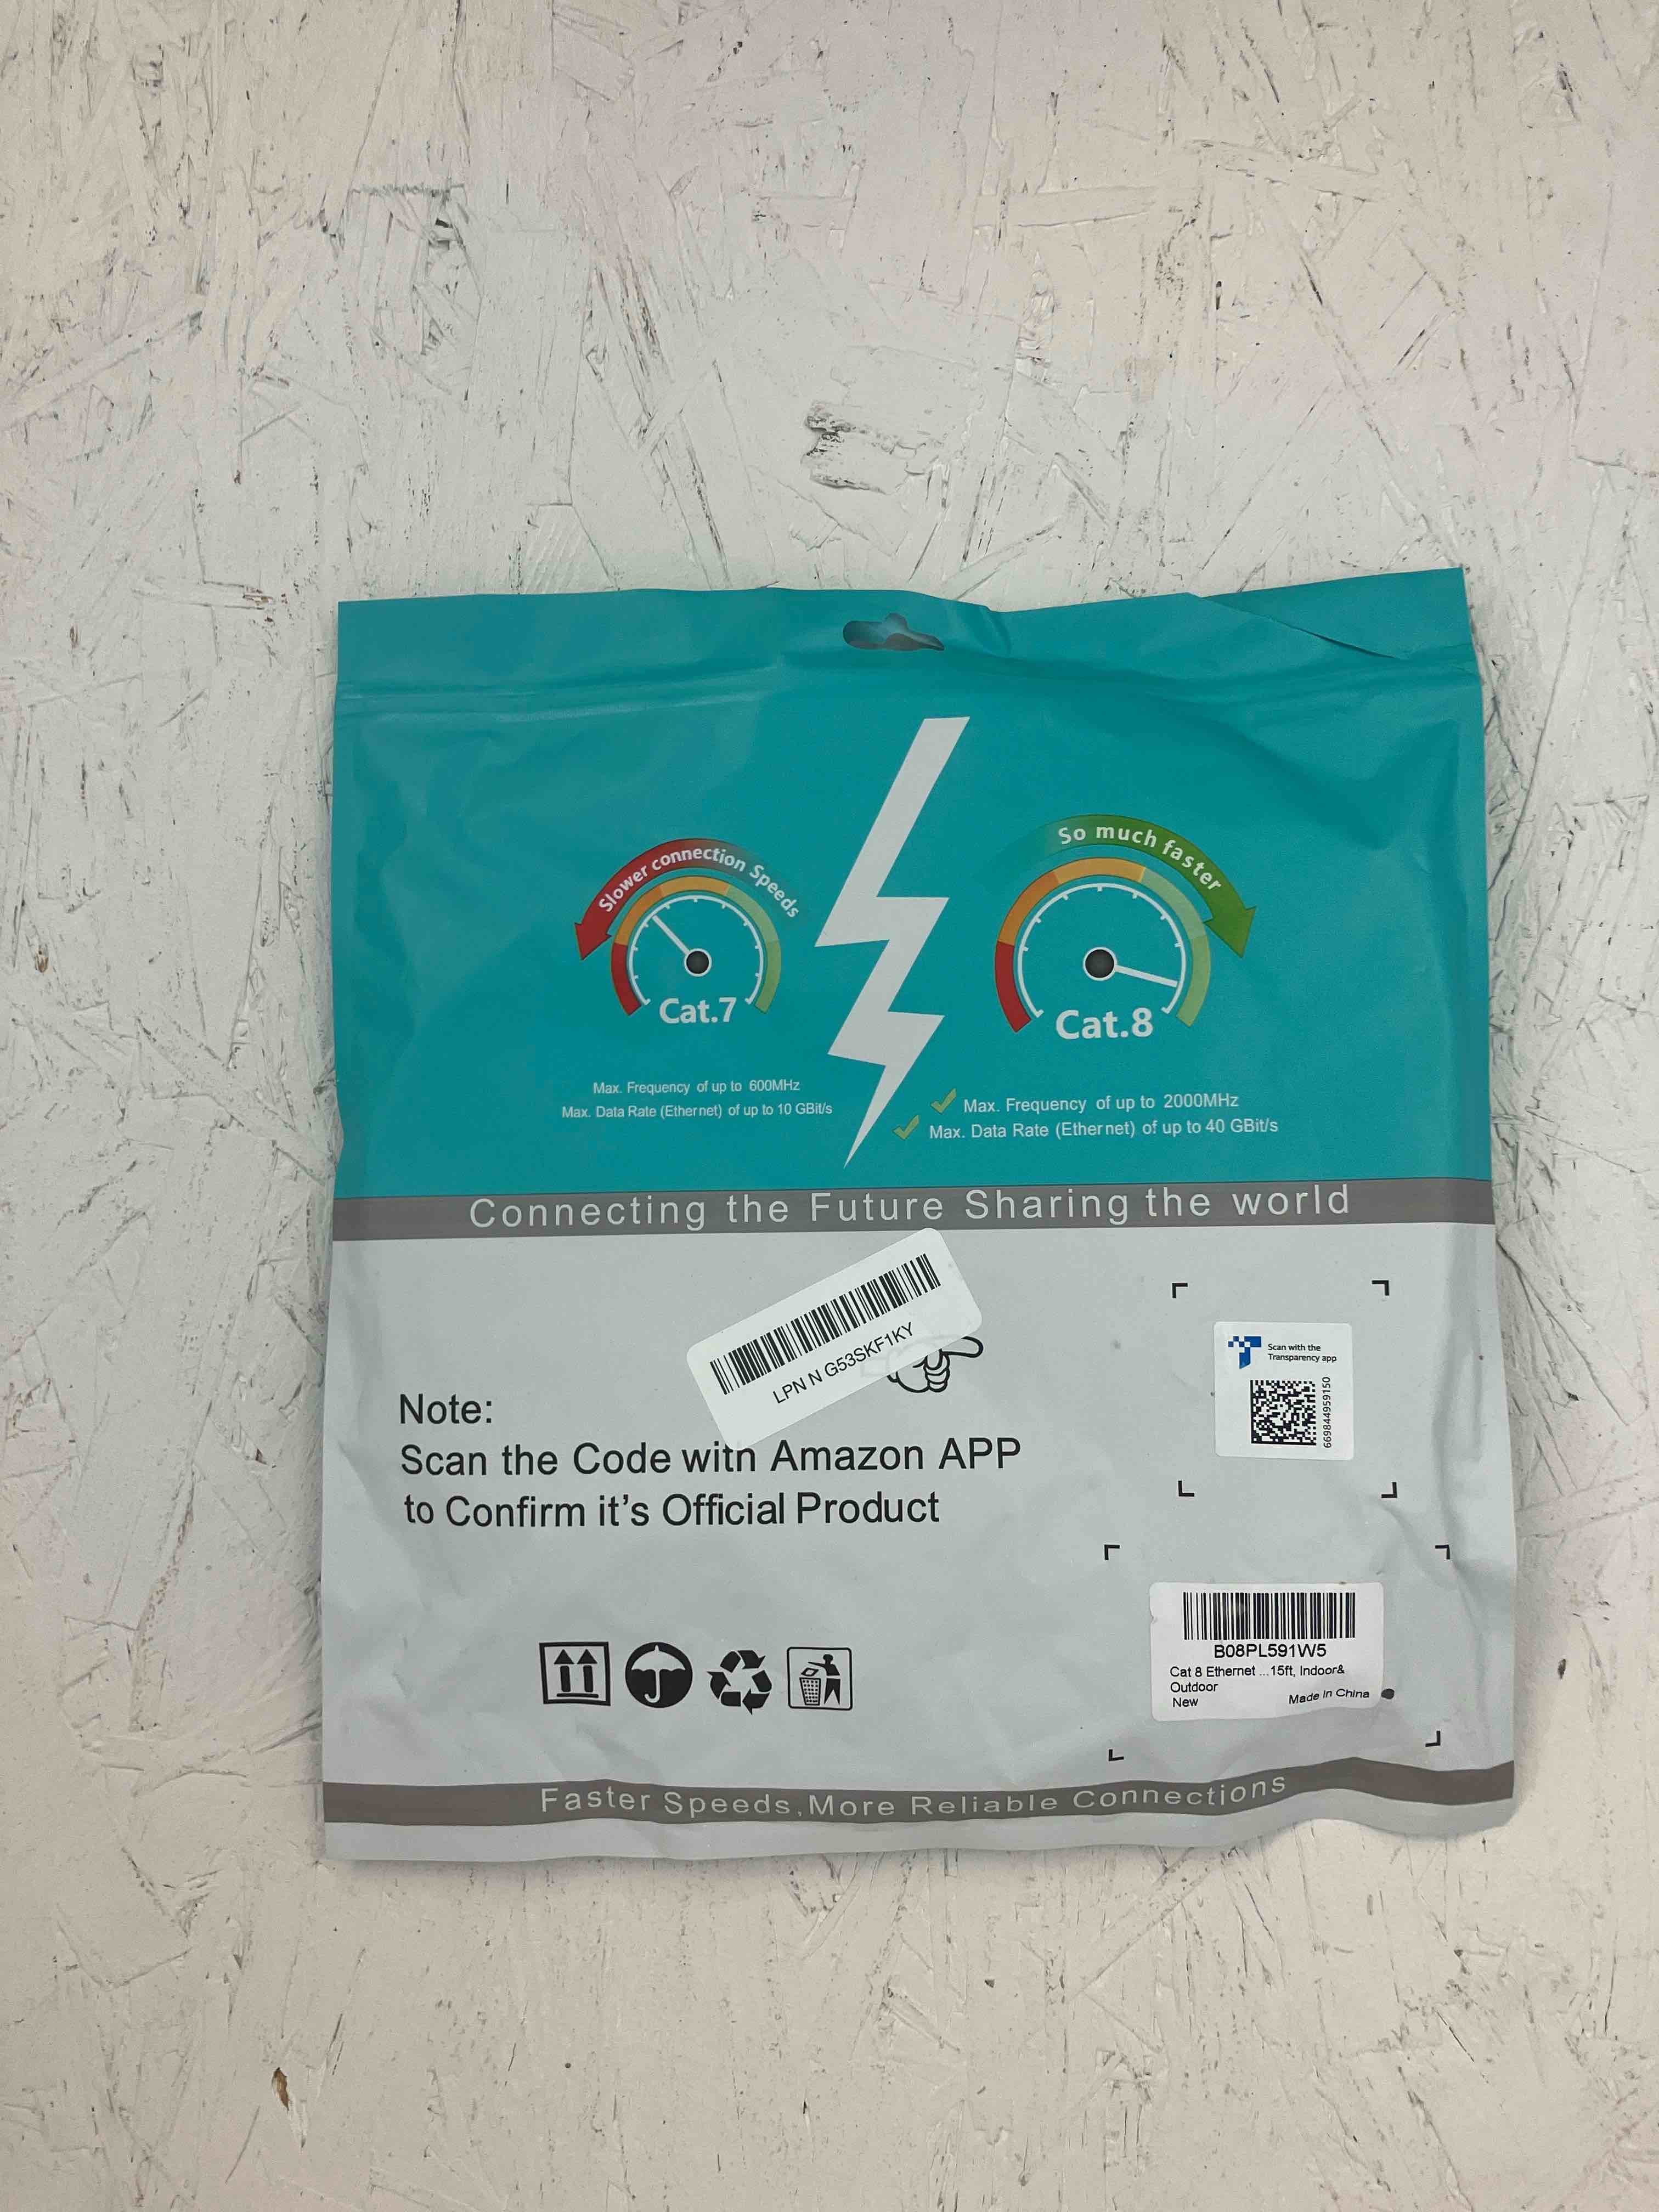 Slower connection Speeds
So much faster
Cat.7
Cat.8
Max. Frequency of up to 600MHz
Max. Data Rate (Ethernet) of up to 10 GBit/s
Max. Frequency of up to 2000MHz
Max. Data Rate (Ethernet) of up to 40 GBit/s
Connecting the Future Sharing the world
LPN N G53SKF1KY
Scan with the
Transparency app
669844959150
Note:
Scan the Code with Amazon APP
to Confirm it's Official Product
B08PL591W5
Cat 8 Ethernet ...15ft, Indoor&
Outdoor
New
Made in China
Faster Speeds,More Reliable Connections